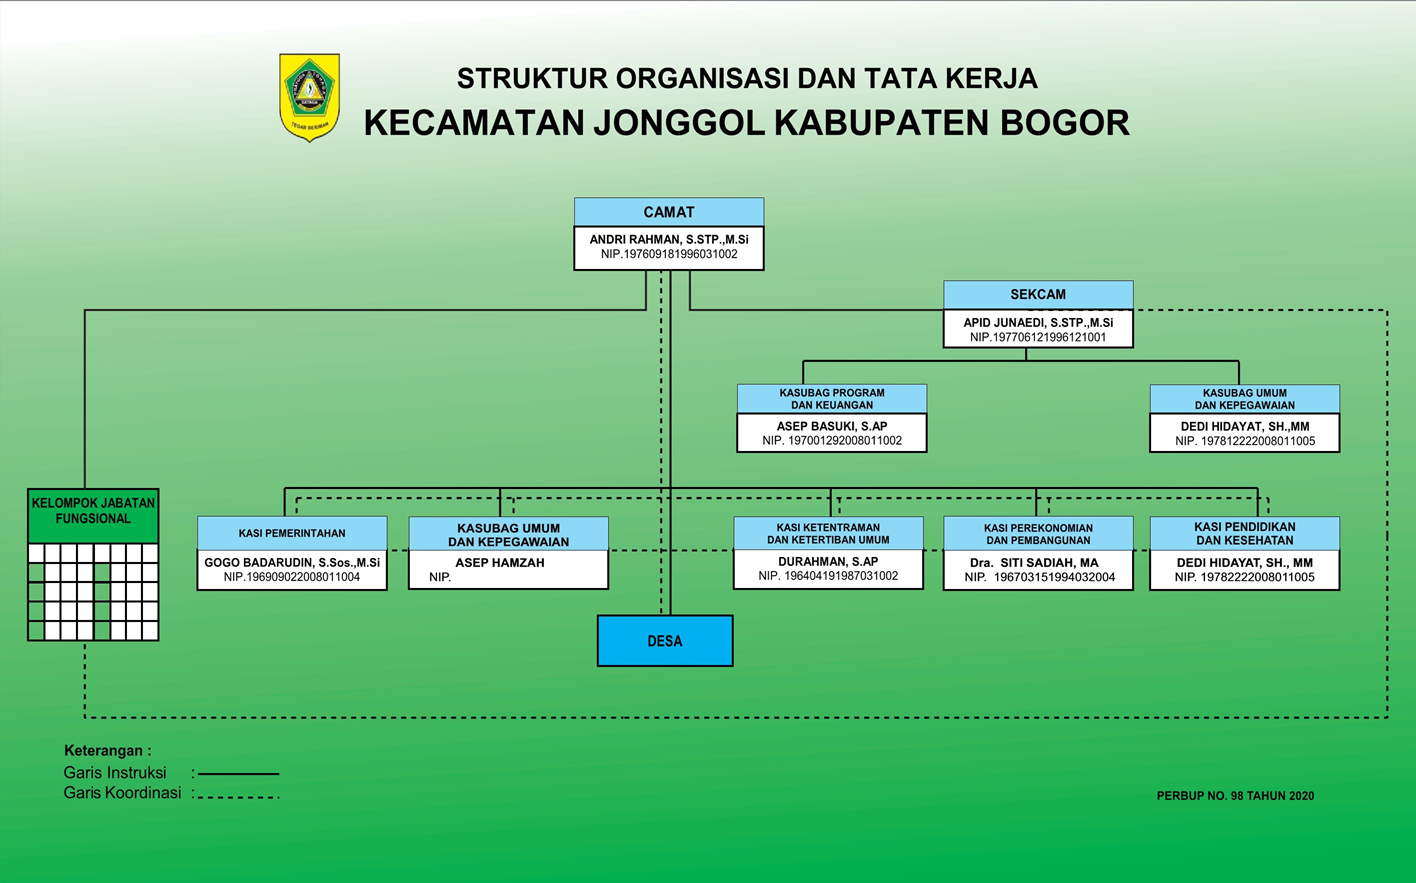 STRUKTUR ORGANISASI DAN TATA KERJA
KECAMATAN JONGGOL KABUPATEN BOGOR
TEGAR BERIMAN
CAMAT
ANDRI RAHMAN, S.STP.,M.Si
NIP.197609181996031002
SEKCAM
APID JUNAEDI, S.STP.,M.Si
NIP.197706121996121001
KASUBAG PROGRAM
DAN KEUANGAN
ASEP BASUKI, S.AP
NIP. 197001292008011002
KASUBAG UMUM
DAN KEPEGAWAIAN
DEDI HIDAYAT, SH.,MM
NIP. 197812222008011005
KELOMPOK JABATAN
FUNGSIONAL
KASI PEMERINTAHAN
GOGO BADARUDIN, S.Sos.,M.Si
NIP.196909022008011004
KASUBAG UMUM
DAN KEPEGAWAIAN
ASEP HAMZAH
NIP.
KASI KETENTRAMAN
DAN KETERTIBAN UMUM
DURAHMAN, S.AP
NIP. 196404191987031002
KASI PEREKONOMIAN
DAN PEMBANGUNAN
Dra. SITI SADIAH, MA
NIP. 196703151994032004
KASI PENDIDIKAN
DAN KESEHATAN
DEDI HIDAYAT, SH., MM
NIP. 19782222008011005
DESA
Keterangan :
Garis Instruksi :
Garis Koordinasi :
PERBUP NO. 98 TAHUN 2020